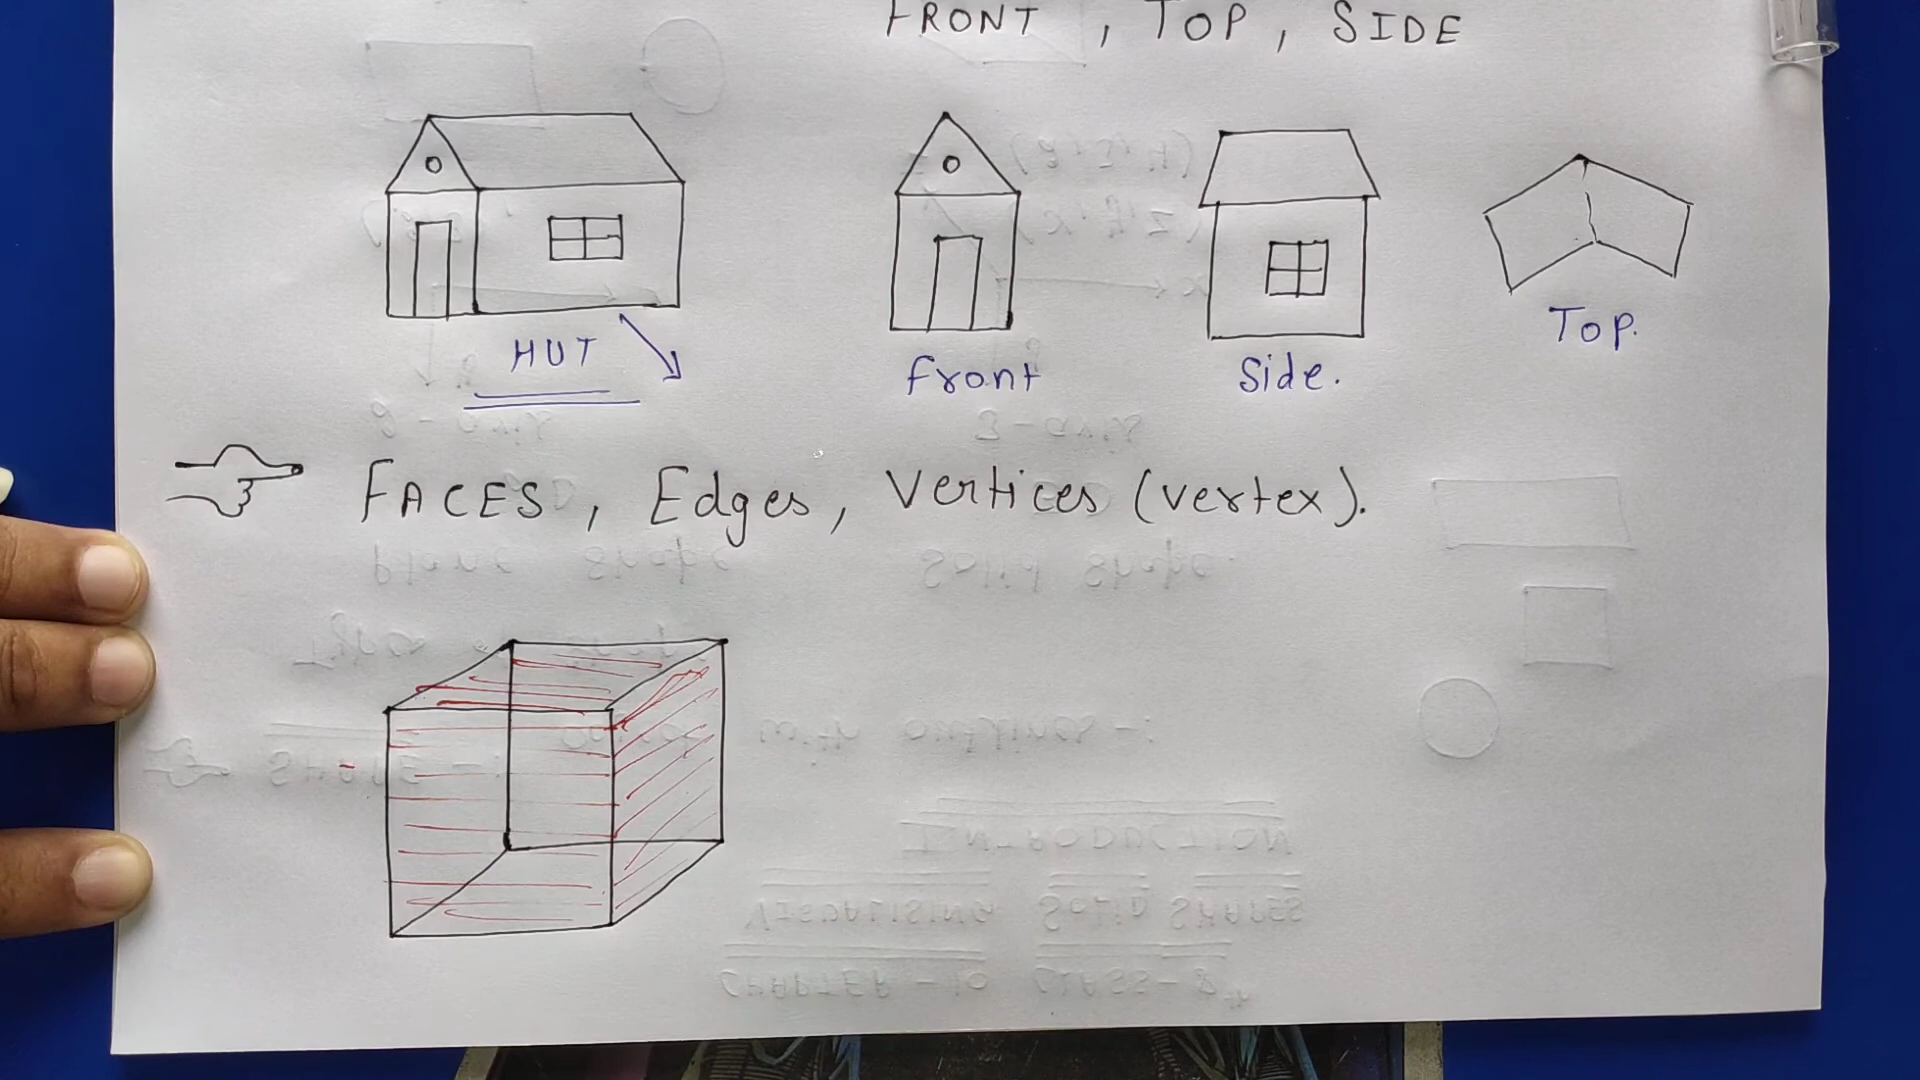 FRONT, TOP, SIDE
HUT
front
Side.
Top.
FACES, Edges, Vertices (vertex).